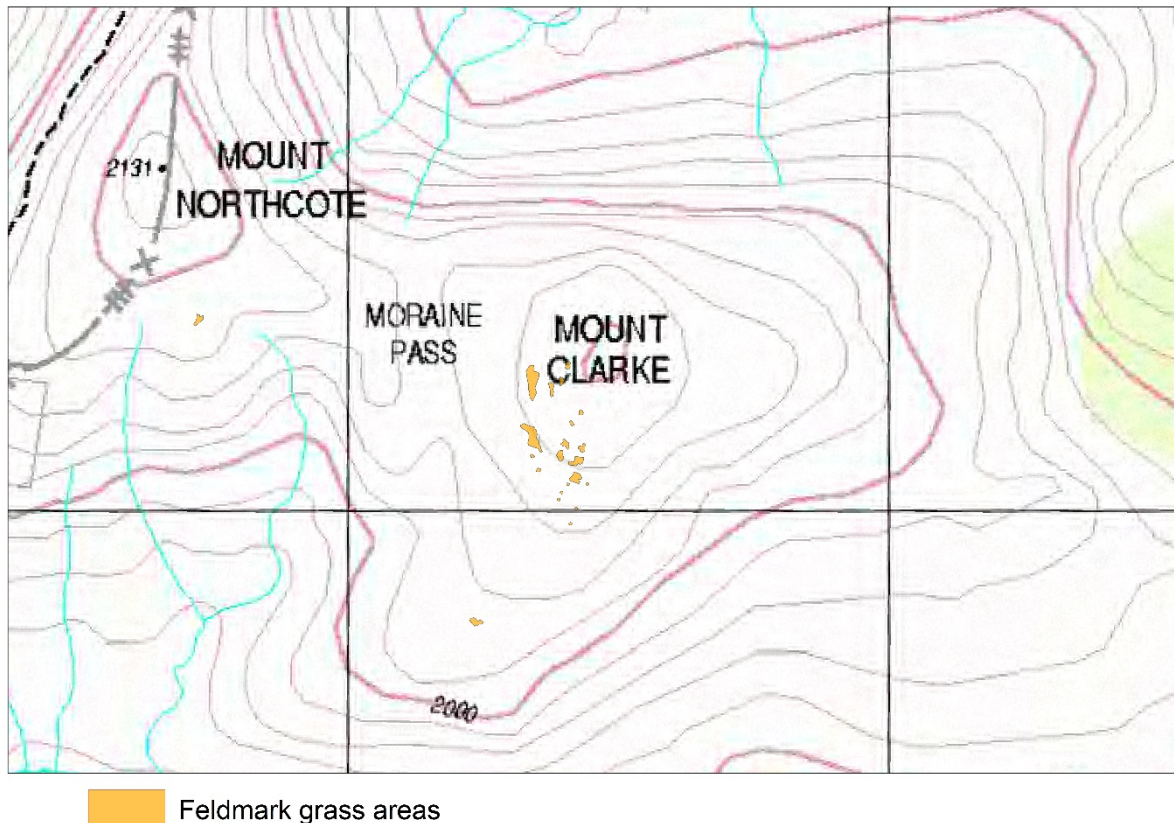 2131
MOUNT
NORTHCOTE
MORAINE
PASS
MOUNT
CLARKE
2000
Feldmark grass areas